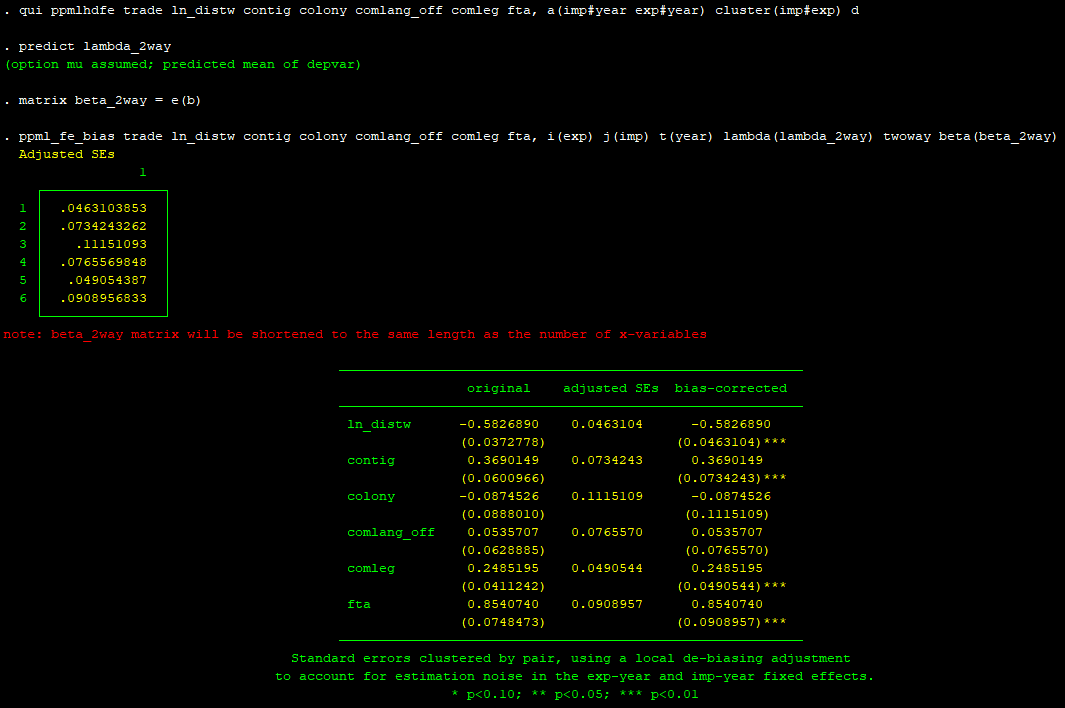 . qui ppmlhdfe trade ln_distw contig colony comlang_off comleg fta, a(imp#year exp#year) cluster(imp#exp) d
. predict lambda_2way
(option mu assumed; predicted mean of depvar)
. matrix beta_2way = e(b)
. ppml_fe_bias trade ln_distw contig colony comlang_off comleg fta, i(exp) j(imp) t(year) lambda(lambda_2way) twoway beta(beta_2way)
Adjusted SEs
1
1 .0463103853
2 .0734243262
3 .11151093
4 .0765569848
5 .049054387
6 .0908956833
note: beta_2way matrix will be shortened to the same length as the number of x-variables
original adjusted SEs bias-corrected
ln_distw -0.5826890 0.0463104 -0.5826890
(0.0372778) (0.0463104)***
contig 0.3690149 0.0734243 0.3690149
(0.0600966) (0.0734243)***
colony -0.0874526 0.1115109 -0.0874526
(0.0888010) (0.1115109)
comlang_off 0.0535707 0.0765570 0.0535707
(0.0628885) (0.0765570)
comleg 0.2485195 0.0490544 0.2485195
(0.0411242) (0.0490544)***
fta 0.8540740 0.0908957 0.8540740
(0.0748473) (0.0908957)***
Standard errors clustered by pair, using a local de-biasing adjustment
to account for estimation noise in the exp-year and imp-year fixed effects.
* p<0.10; ** p<0.05; *** p<0.01